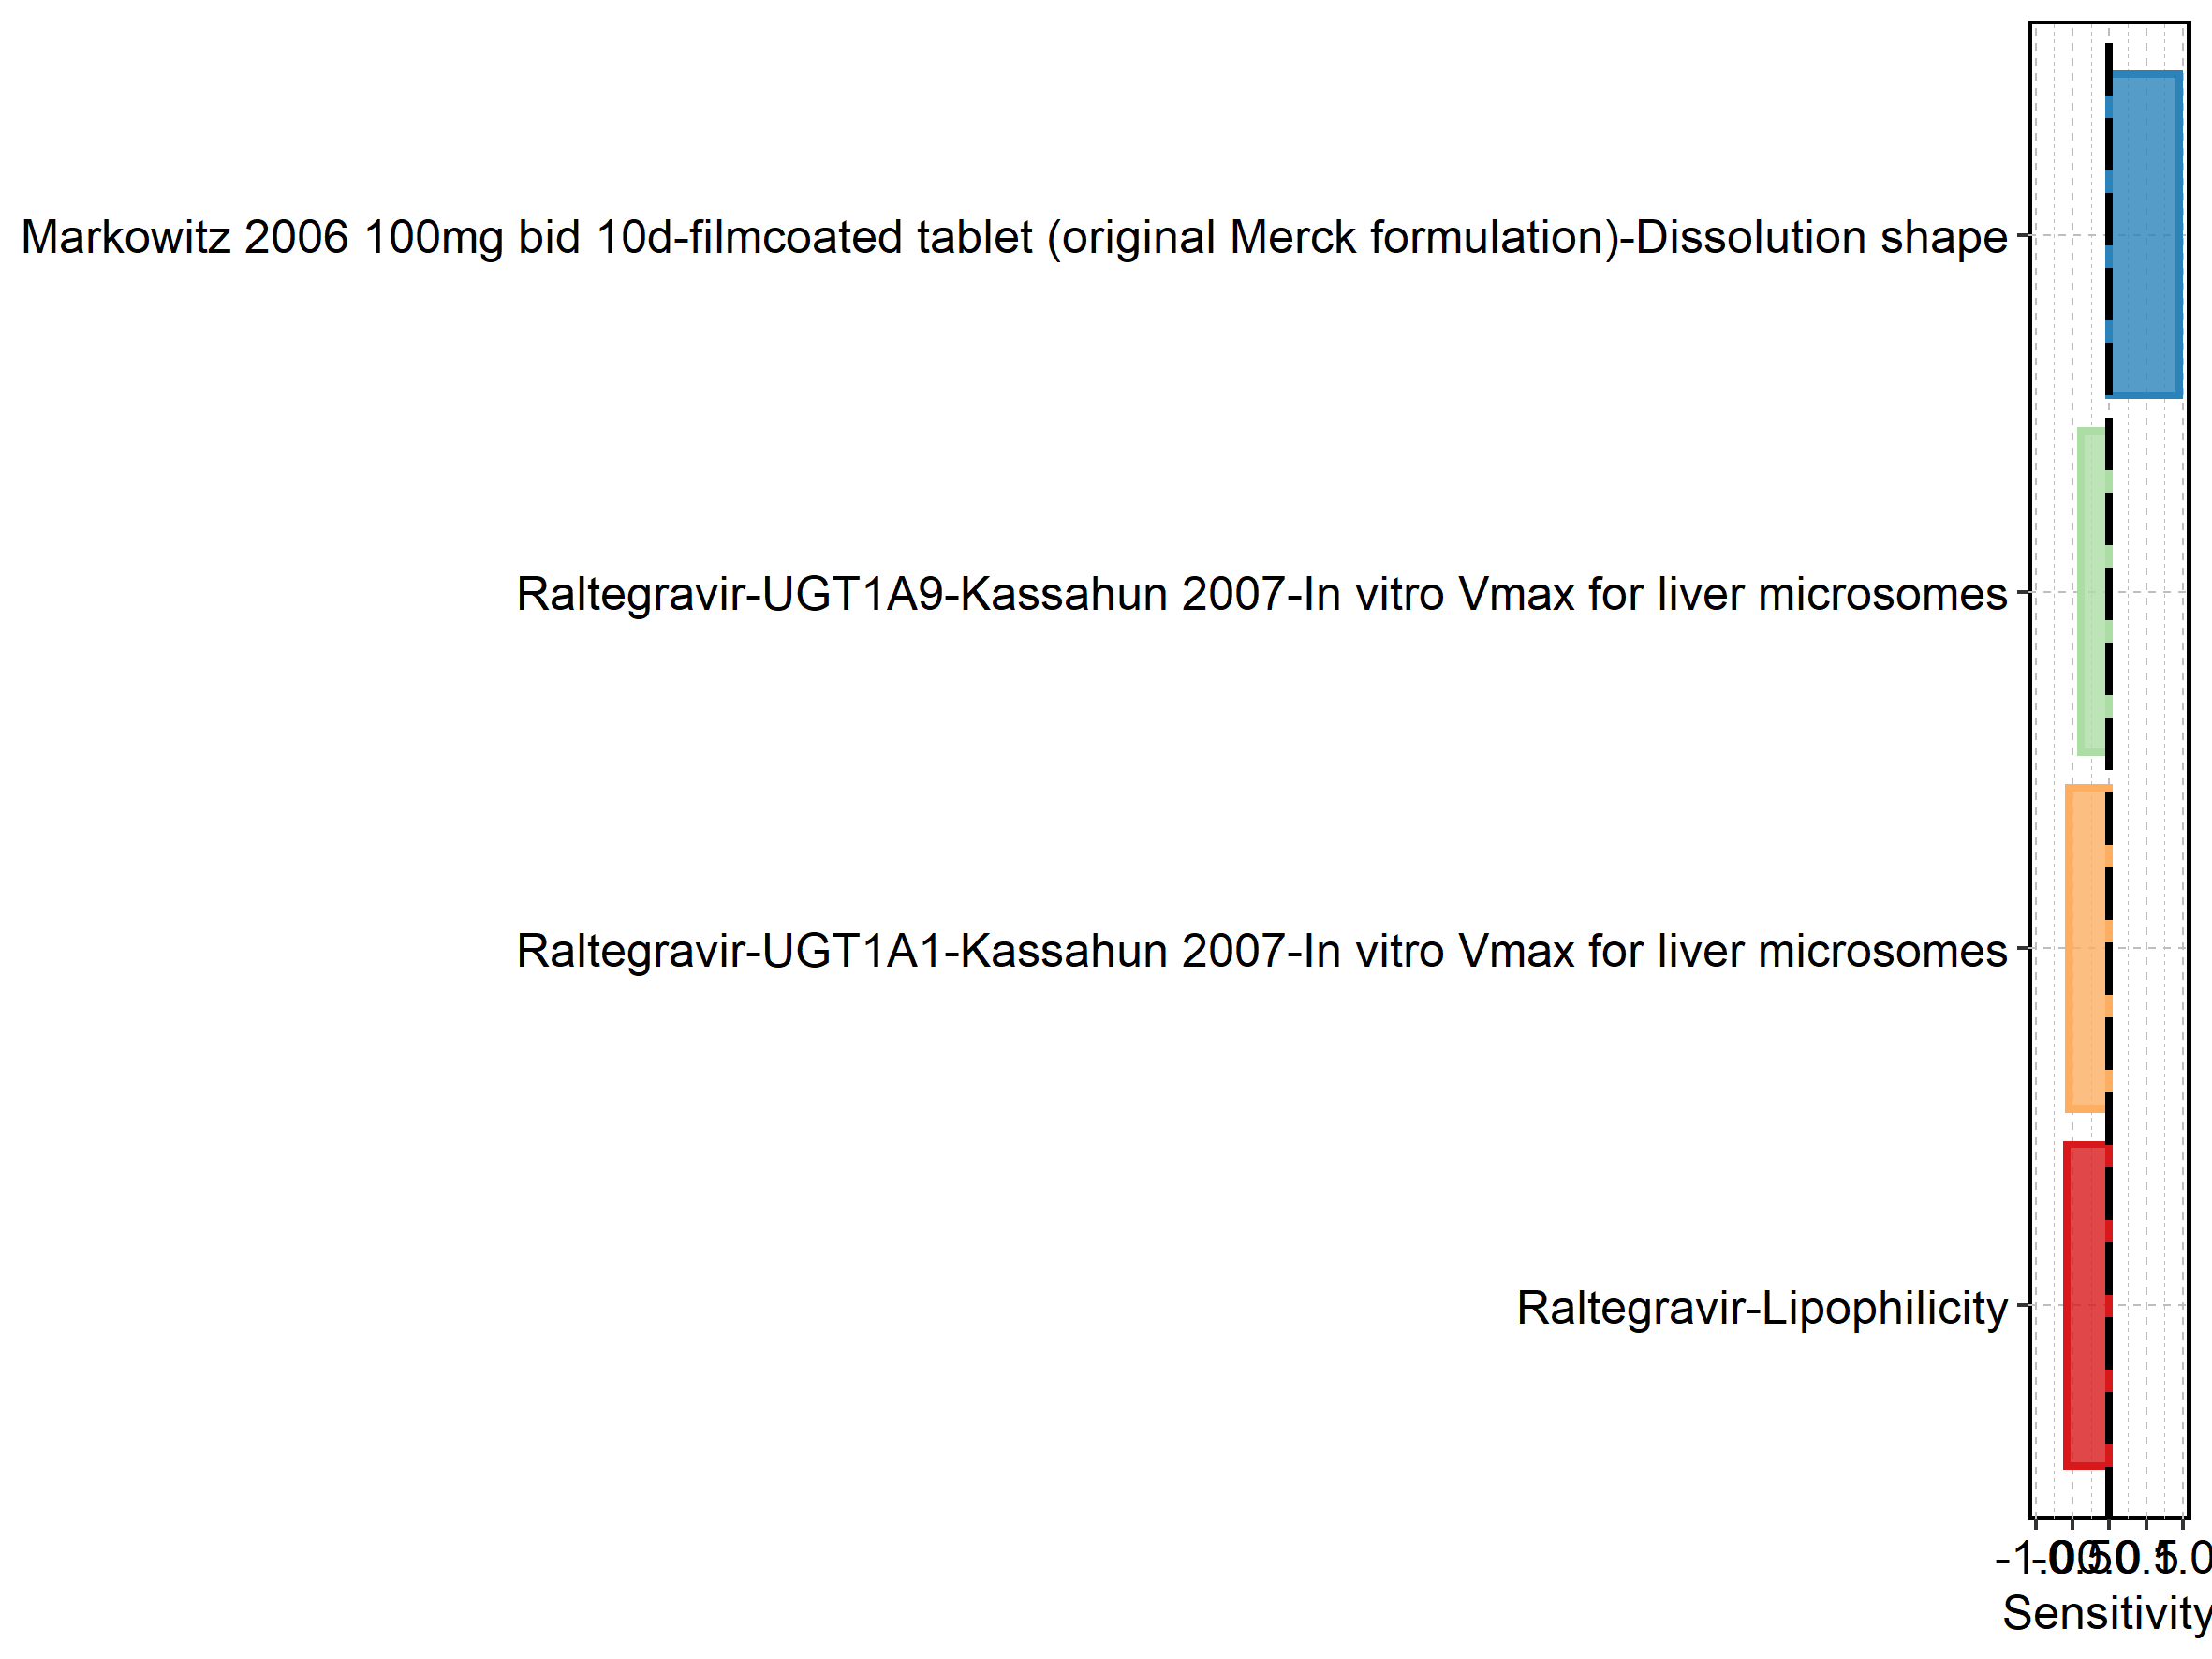 Markowitz 2006 100mg bid 10d-filmcoated tablet (original Merck formulation)-Dissolution shape
Raltegravir-UGT1A9-Kassahun 2007-In vitro Vmax for liver microsomes
Raltegravir-UGT1A1-Kassahun 2007-In vitro Vmax for liver microsomes
Raltegravir-Lipophilicity
-1.0 -0.5 0.0 0.5 1.0
Sensitivity